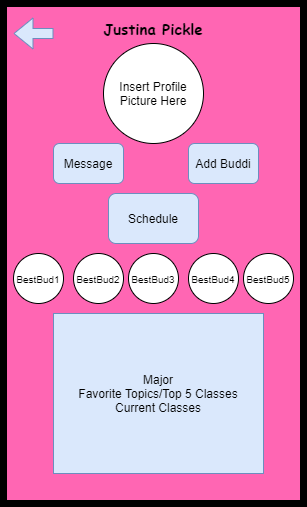 Justina Pickle
Insert Profile
Picture Here
Message
Add Buddi
Schedule
BestBud1
BestBud2
BestBud3
BestBud4
BestBud5
Major
Favorite Topics/Top 5 Classes
Current Classes